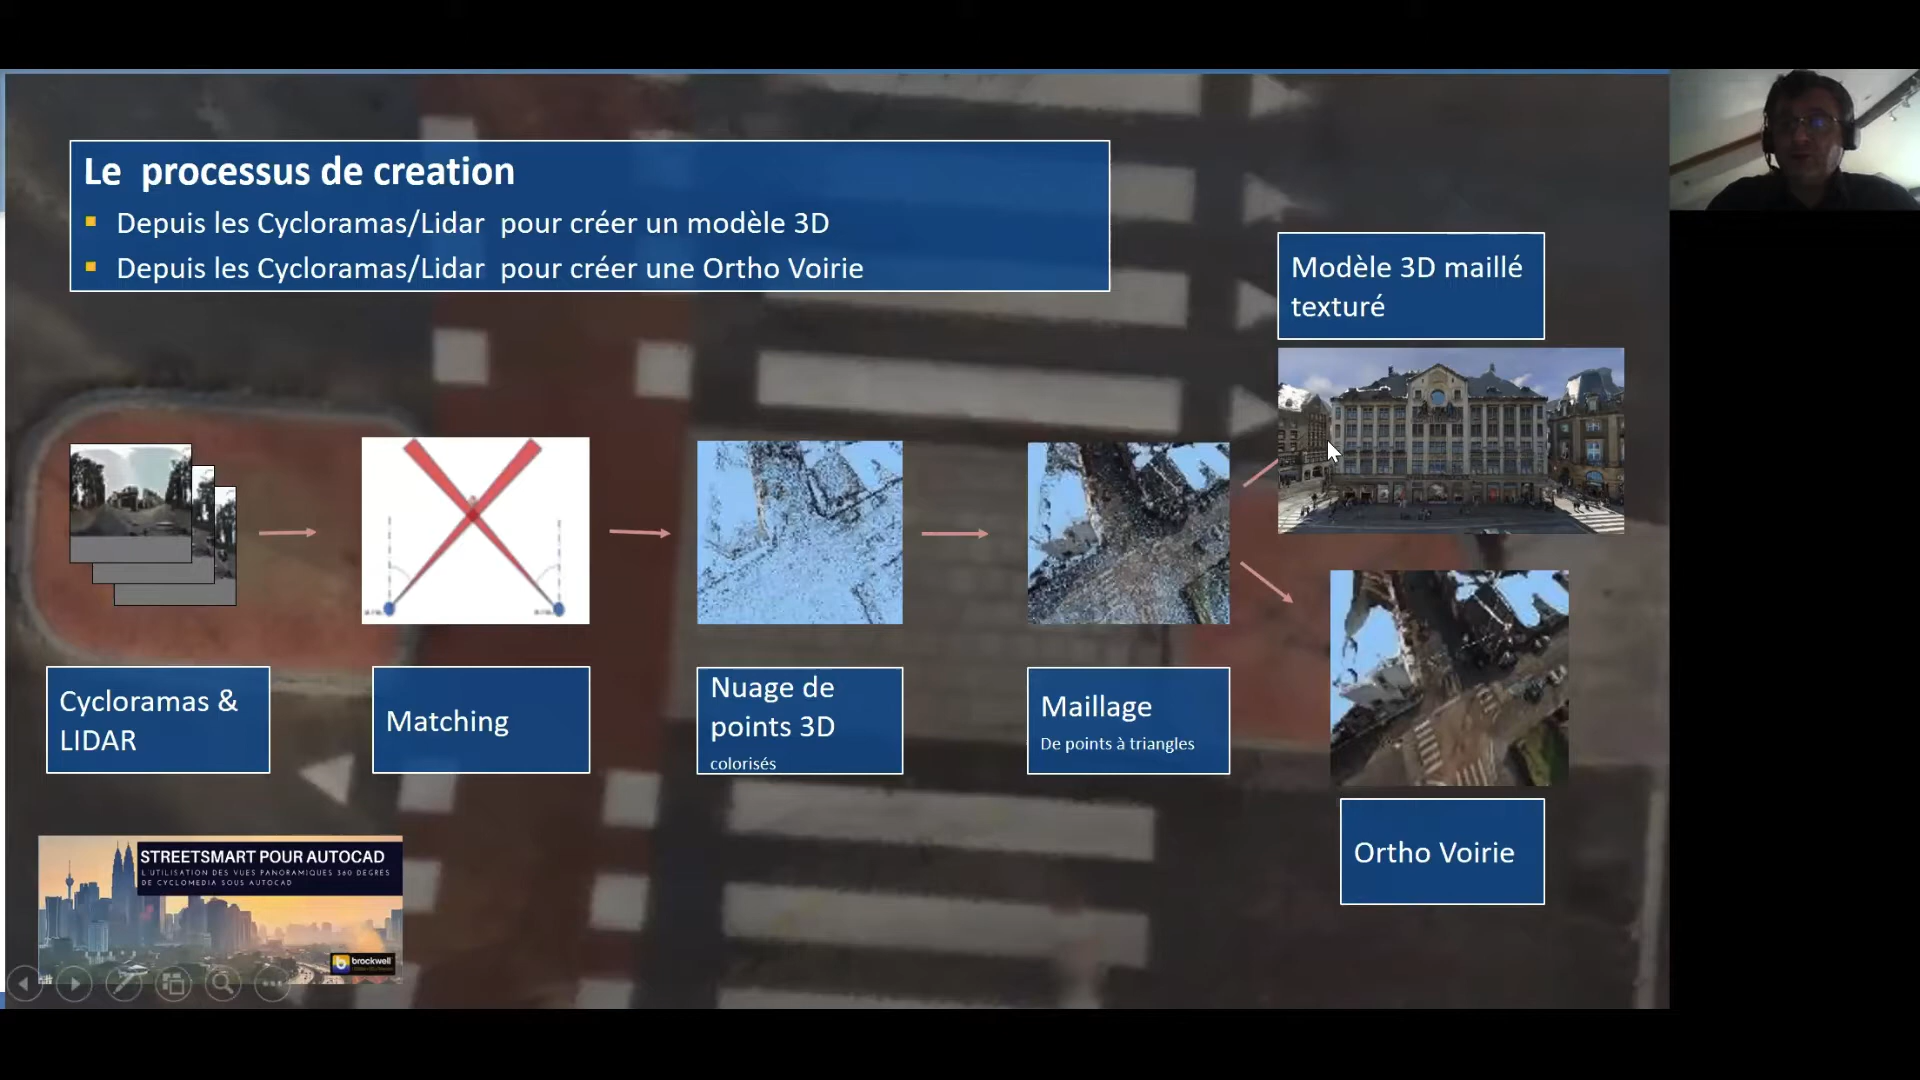 Le processus de creation
Depuis les Cycloramas/Lidar pour créer un modèle 3D
Depuis les Cycloramas/Lidar pour créer une Ortho Voirie
Modèle 3D maillé
texturé
Cycloramas &
LIDAR
Matching
Nuage de
points 3D
colorisés
Maillage
De points à triangles
Ortho Voirie
STREETSMART POUR AUTOCAD
L'UTILISATION DES VUES PANORAMIQUES 360 DEGRES
DE CYCLOMEDIA SOUS AUTOCAD
brockwell